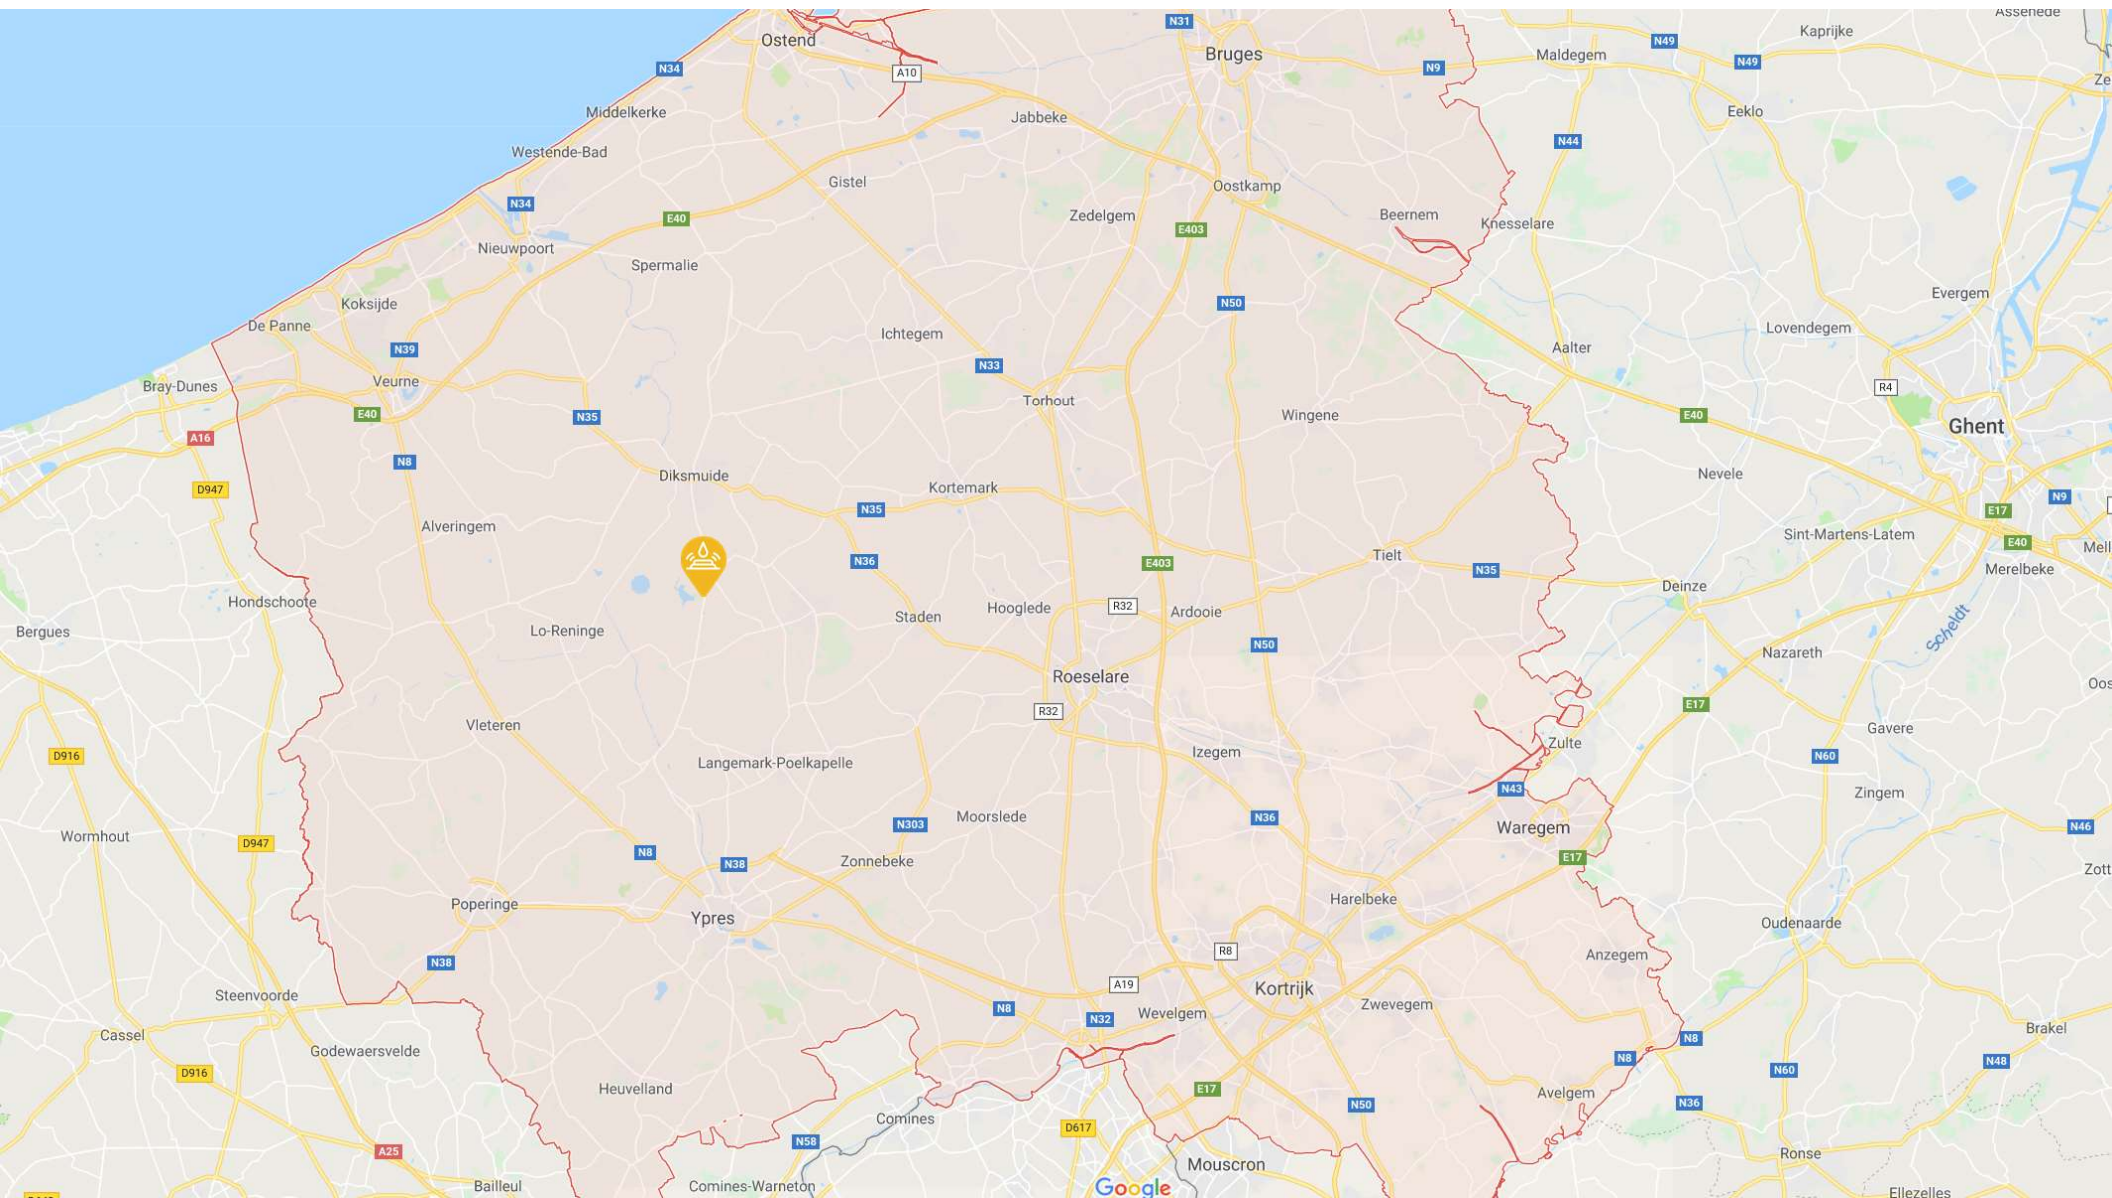 Assenede
N31
Kaprijke
Ostend
N49
Bruges
Maldegem
N49
N34
N9
A10
Middelkerke
Eeklo
Jabbeke
N44
Westende-Bad
Gistel
Oostkamp
N34
Zedelgem
Beernem
E40
Knesselare
E403
Nieuwpoort
Spermalie
Evergem
Koksijde
N50
De Panne
Lovendegem
Ichtegem
Aalter
N39
N33
Veurne
Bray-Dunes
R4
Torhout
E40
N35
Wingene
E40
Ghent
A16
N8
Diksmuide
Nevele
D947
Kortemark
N9
N35
E17
Alveringem
Sint-Martens-Latem
E40
Mell
Tielt
N36
E403
N35
Merelbeke
Deinze
Hondschoote
Hooglede
R32
Ardooie
Staden
Scheldt
Bergues
Lo-Reninge
N50
Nazareth
Roeselare
Oos
E17
R32
Vleteren
Gavere
Zulte
Izegem
D916
N60
Langemark-Poelkapelle
N43
Zingem
Moorslede
N36
N303
Waregem
N46
Wormhout
D947
N8
E17
Zonnebeke
N38
Zott
Harelbeke
Poperinge
Ypres
Oudenaarde
R8
Anzegem
N38
A19
Kortrijk
Steenvoorde
Zwevegem
N8
Wevelgem
N32
Brakel
Cassel
N8
Godewaersvelde
N8
N48
D916
N60
Heuvelland
E17
Avelgem
N50
N36
Comines
D617
N58
A25
Ronse
Mouscron
Bailleul
Comines-Warneton
Google
Ellezelles